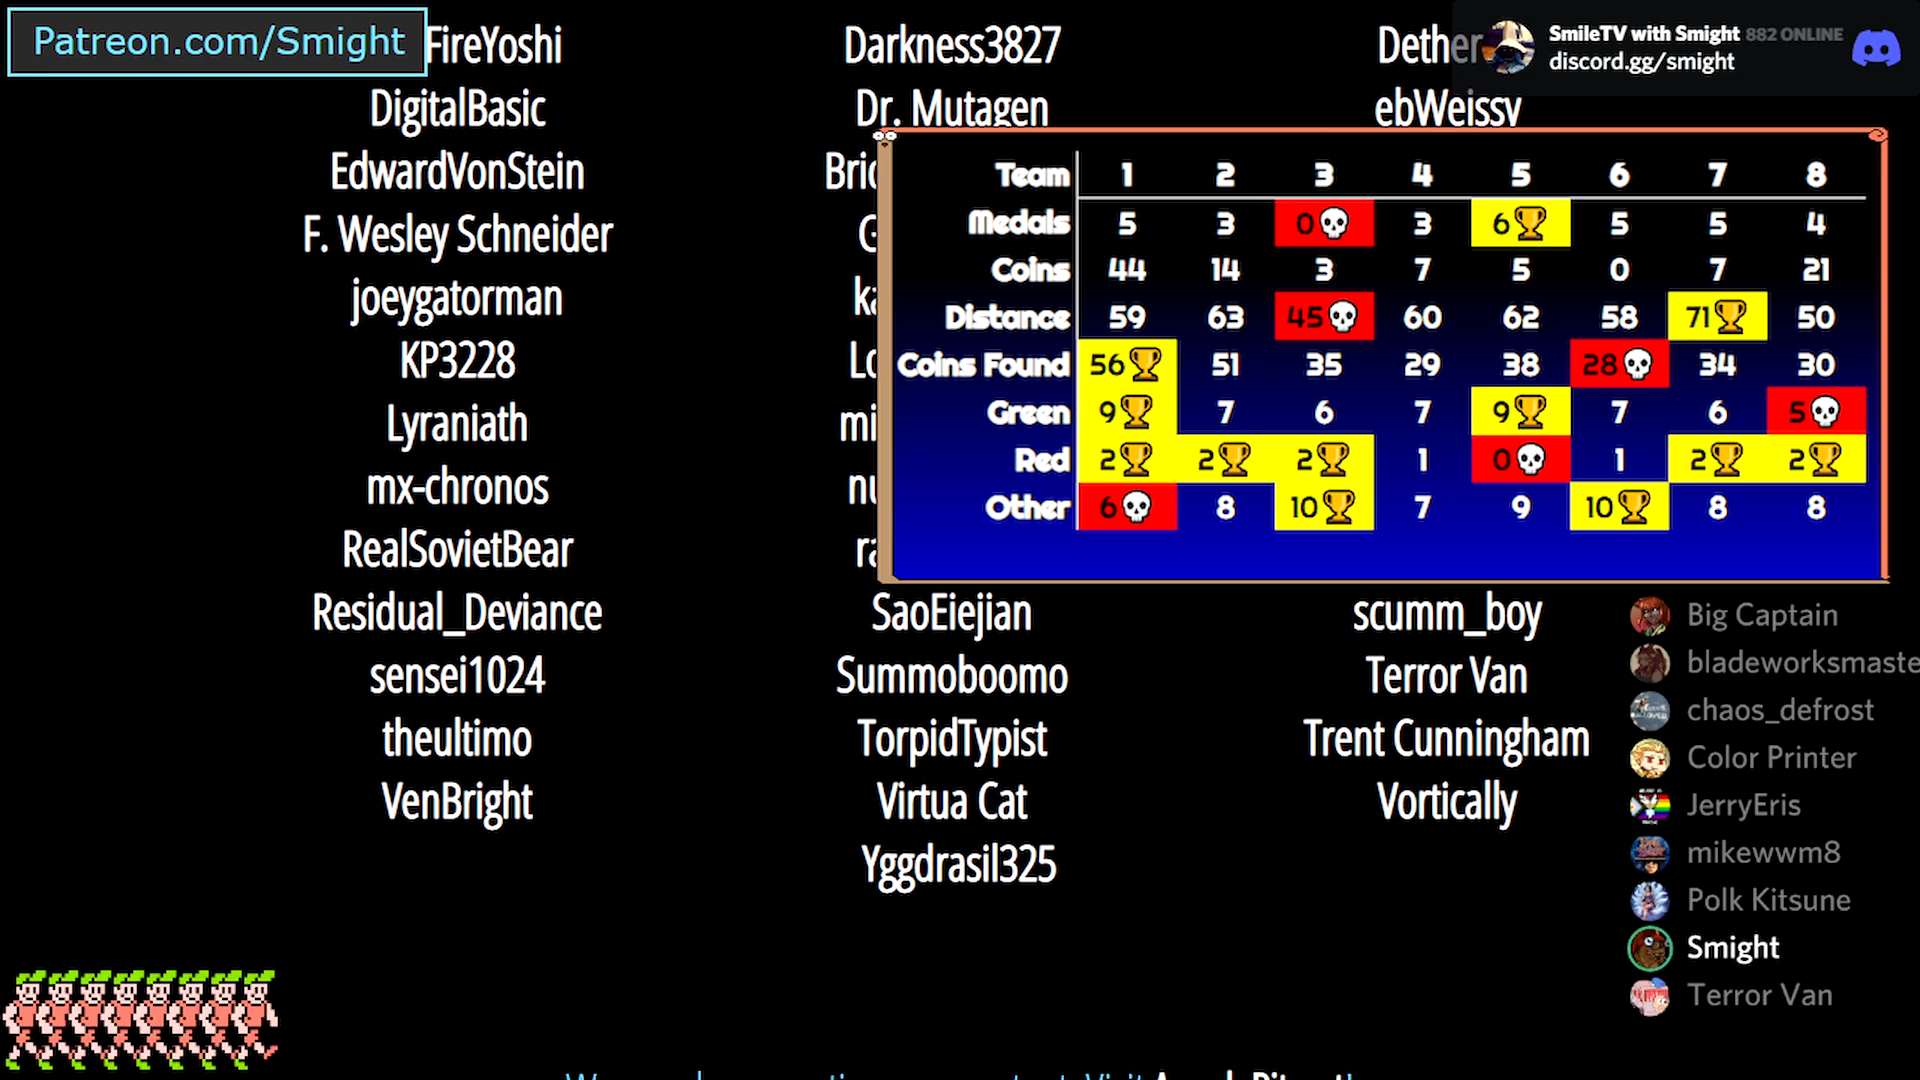 Patreon.com/Smight
FireYoshi
DigitalBasic
EdwardVonStein
F. Wesley Schneider
joeygatorman
KP3228
Lyraniath
mx-chronos
RealSovietBear
Residual_Deviance
sensei1024
theultimo
VenBright
Darkness3827
Dr. Mutagen
SaoEiejian
Summoboomo
TorpidTypist
Virtua Cat
Yggdrasil325
ebWeissy
scumm_boy
Terror Van
Trent Cunningham
Vortically
SmileTV with Smight 882 ONLINE
discord.gg/smight
Team 1 2 3 4 5 6 7 8
Medals 5 3 0 3 6 5 5 4
Coins 44 14 3 7 5 0 7 21
Distance 59 63 45 60 62 58 71 50
Coins Found 56 51 35 29 38 28 34 30
Green 9 7 6 7 9 7 6 5
Red 2 2 2 1 0 1 2 2
Other 6 8 10 7 9 10 8 8
Big Captain
bladeworksmaste
chaos_defrost
Color Printer
JerryEris
mikewwm8
Polk Kitsune
Smight
Terror Van